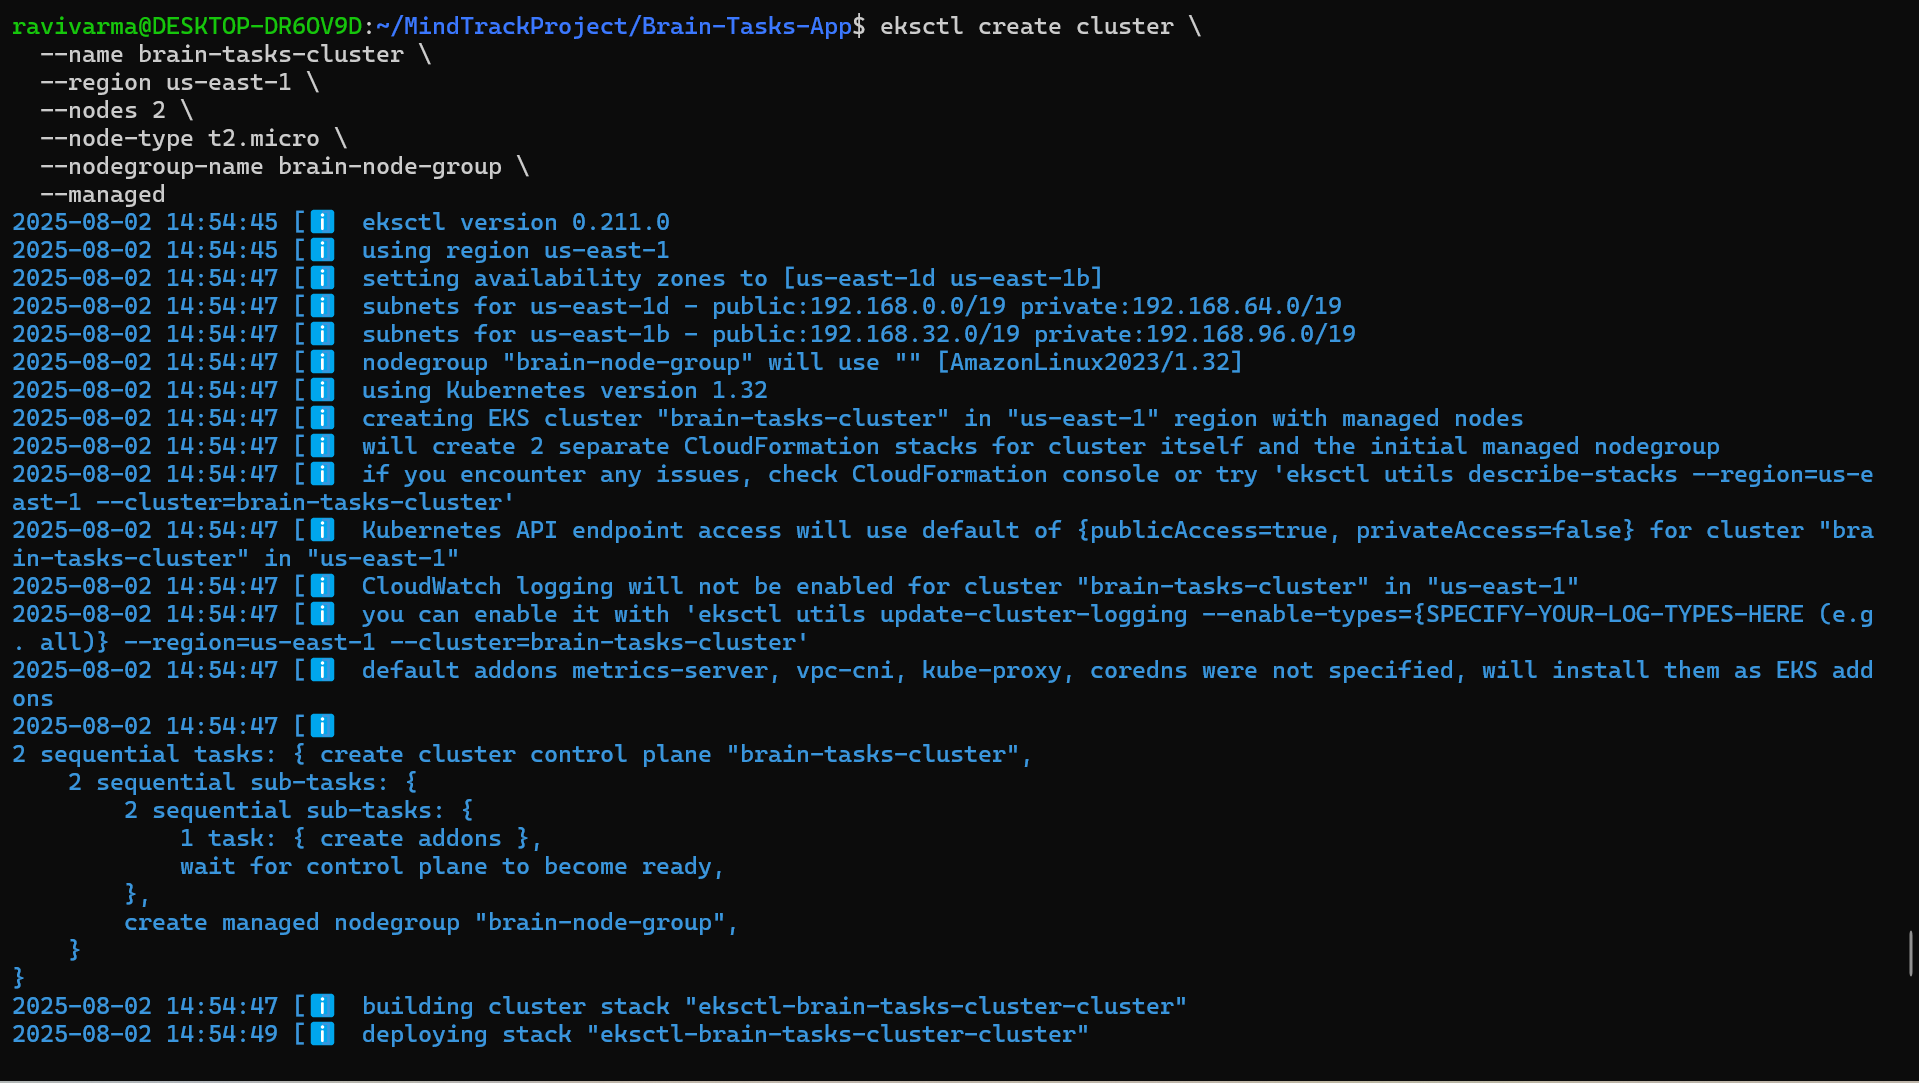 ravivarma@DESKTOP-DR6OV9D:~/MindTrackProject/Brain-Tasks-App$ eksctl create cluster \
  --name brain-tasks-cluster \
  --region us-east-1 \
  --nodes 2 \
  --node-type t2.micro \
  --nodegroup-name brain-node-group \
  --managed
2025-08-02 14:54:45 [ℹ]  eksctl version 0.211.0
2025-08-02 14:54:45 [ℹ]  using region us-east-1
2025-08-02 14:54:47 [ℹ]  setting availability zones to [us-east-1d us-east-1b]
2025-08-02 14:54:47 [ℹ]  subnets for us-east-1d - public:192.168.0.0/19 private:192.168.64.0/19
2025-08-02 14:54:47 [ℹ]  subnets for us-east-1b - public:192.168.32.0/19 private:192.168.96.0/19
2025-08-02 14:54:47 [ℹ]  nodegroup "brain-node-group" will use "" [AmazonLinux2023/1.32]
2025-08-02 14:54:47 [ℹ]  using Kubernetes version 1.32
2025-08-02 14:54:47 [ℹ]  creating EKS cluster "brain-tasks-cluster" in "us-east-1" region with managed nodes
2025-08-02 14:54:47 [ℹ]  will create 2 separate CloudFormation stacks for cluster itself and the initial managed nodegroup
2025-08-02 14:54:47 [ℹ]  if you encounter any issues, check CloudFormation console or try 'eksctl utils describe-stacks --region=us-e
ast-1 --cluster=brain-tasks-cluster'
2025-08-02 14:54:47 [ℹ]  Kubernetes API endpoint access will use default of {publicAccess=true, privateAccess=false} for cluster "bra
in-tasks-cluster" in "us-east-1"
2025-08-02 14:54:47 [ℹ]  CloudWatch logging will not be enabled for cluster "brain-tasks-cluster" in "us-east-1"
2025-08-02 14:54:47 [ℹ]  you can enable it with 'eksctl utils update-cluster-logging --enable-types={SPECIFY-YOUR-LOG-TYPES-HERE (e.g
. all)} --region=us-east-1 --cluster=brain-tasks-cluster'
2025-08-02 14:54:47 [ℹ]  default addons metrics-server, vpc-cni, kube-proxy, coredns were not specified, will install them as EKS add
ons
2025-08-02 14:54:47 [ℹ]
2 sequential tasks: { create cluster control plane "brain-tasks-cluster",
    2 sequential sub-tasks: {
        2 sequential sub-tasks: {
            1 task: { create addons },
            wait for control plane to become ready,
        },
        create managed nodegroup "brain-node-group",
    }
}
2025-08-02 14:54:47 [ℹ]  building cluster stack "eksctl-brain-tasks-cluster-cluster"
2025-08-02 14:54:49 [ℹ]  deploying stack "eksctl-brain-tasks-cluster-cluster"